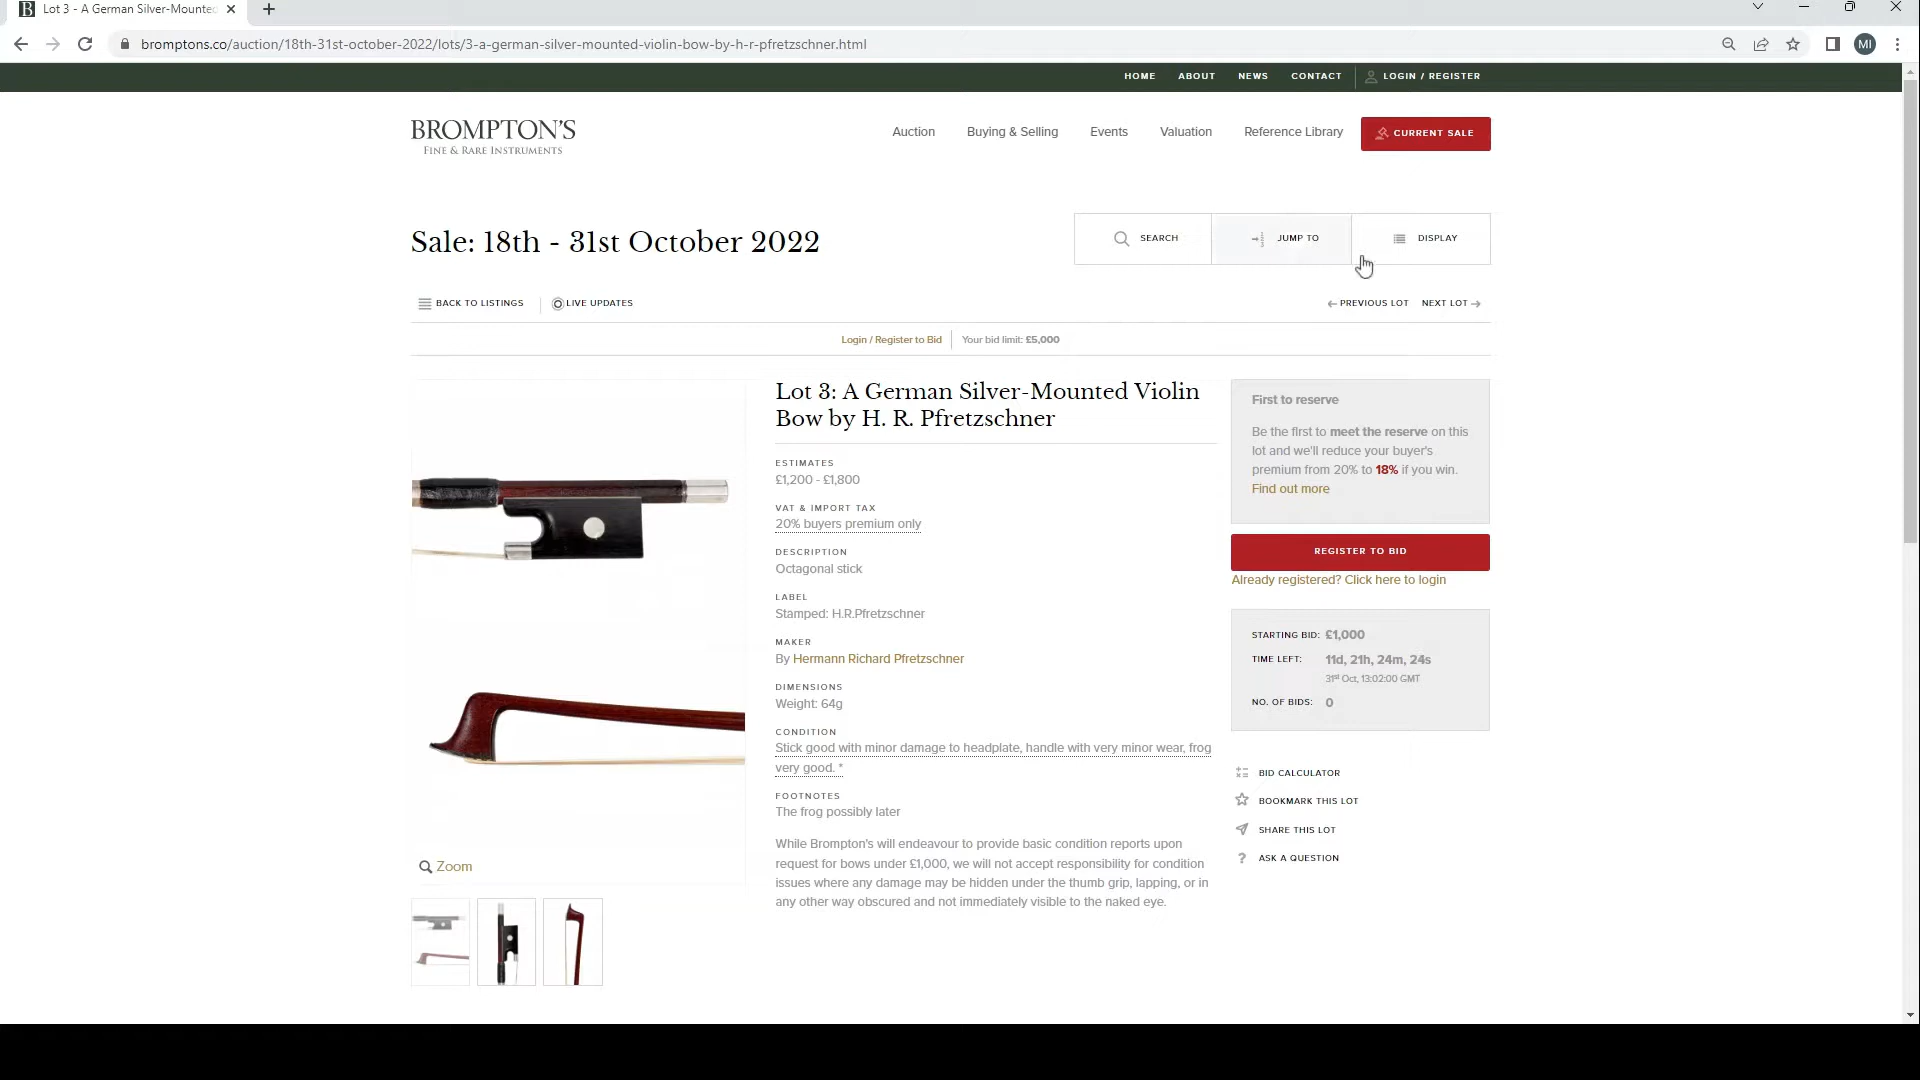 Lot 3 - A German Silver-Mounted
bromptons.co/auction/18th-31st-october-2022/lots/3-a-german-silver-mounted-violin-bow-by-h-r-pfretzschner.html
MI
HOME ABOUT NEWS CONTACT LOGIN / REGISTER
BROMPTON'S
FINE & RARE INSTRUMENTS
Auction Buying & Selling Events Valuation Reference Library CURRENT SALE
Sale: 18th - 31st October 2022
SEARCH JUMP TO DISPLAY
BACK TO LISTINGS LIVE UPDATES
PREVIOUS LOT NEXT LOT
Login / Register to Bid Your bid limit: £5,000
Lot 3: A German Silver-Mounted Violin
Bow by H. R. Pfretzschner
ESTIMATES
£1,200 - £1,800
VAT & IMPORT TAX
20% buyers premium only
DESCRIPTION
Octagonal stick
LABEL
Stamped: H.R.Pfretzschner
MAKER
By Hermann Richard Pfretzschner
DIMENSIONS
Weight: 64g
CONDITION
Stick good with minor damage to headplate, handle with very minor wear, frog
very good. *
FOOTNOTES
The frog possibly later
While Brompton's will endeavour to provide basic condition reports upon
request for bows under £1,000, we will not accept responsibility for condition
issues where any damage may be hidden under the thumb grip, lapping, or in
any other way obscured and not immediately visible to the naked eye.
Zoom
First to reserve
Be the first to meet the reserve on this
lot and we'll reduce your buyer's
premium from 20% to 18% if you win.
Find out more
REGISTER TO BID
Already registered? Click here to login
STARTING BID: £1,000
TIME LEFT: 11d, 21h, 24m, 24s
31st Oct, 13:02:00 GMT
NO. OF BIDS: 0
BID CALCULATOR
BOOKMARK THIS LOT
SHARE THIS LOT
ASK A QUESTION